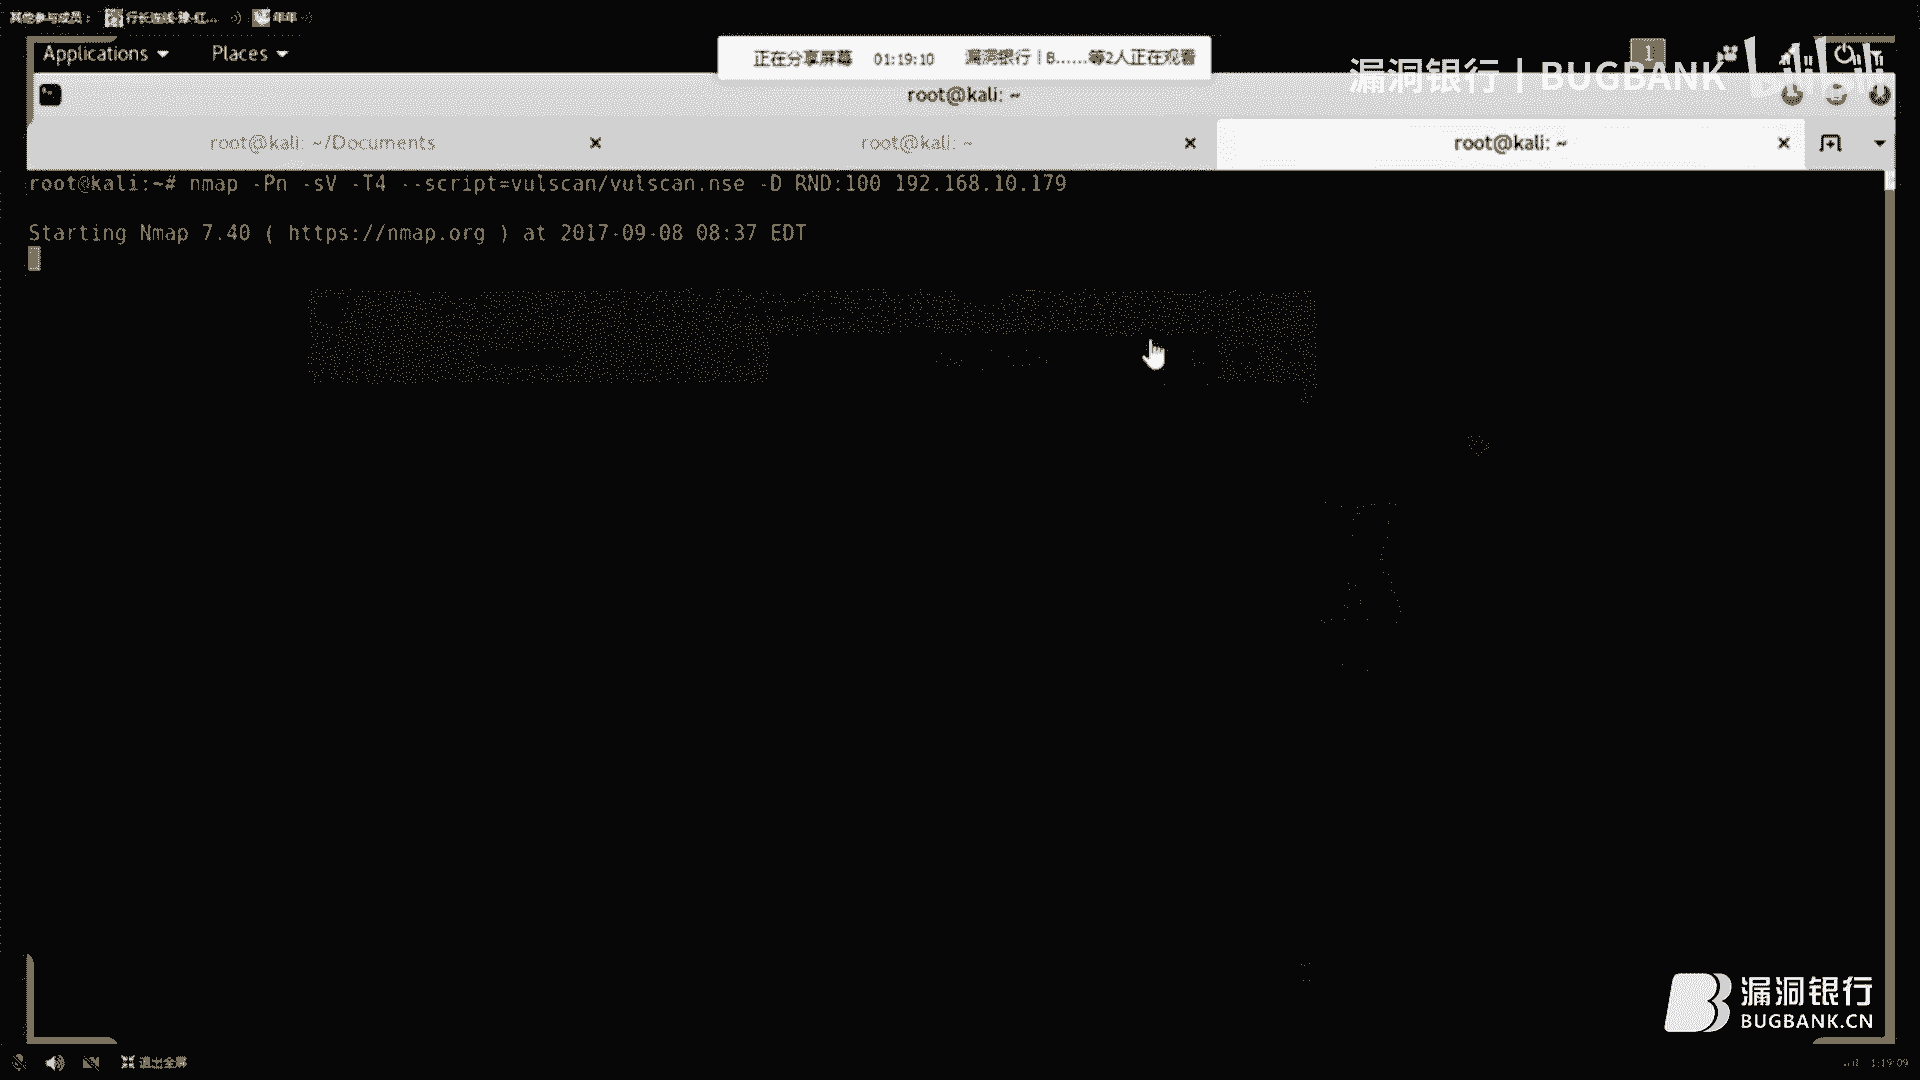 其他参与成员： 行长连线-豫-红... 年年
Applications Places
正在分享屏幕 01:19:10 漏洞银行丨B......等2人正在观看
1
漏洞银行丨BUGBANK
bilibili
root@kali: ~
root@kali: ~/Documents
root@kali: ~
root@kali: ~
root@kali:~# nmap -Pn -sV -T4 --script=vulscan/vulscan.nse -D RND:100 192.168.10.179
Starting Nmap 7.40 ( https://nmap.org ) at 2017-09-08 08:37 EDT
漏洞银行
BUGBANK.CN
退出全屏
1:19:09